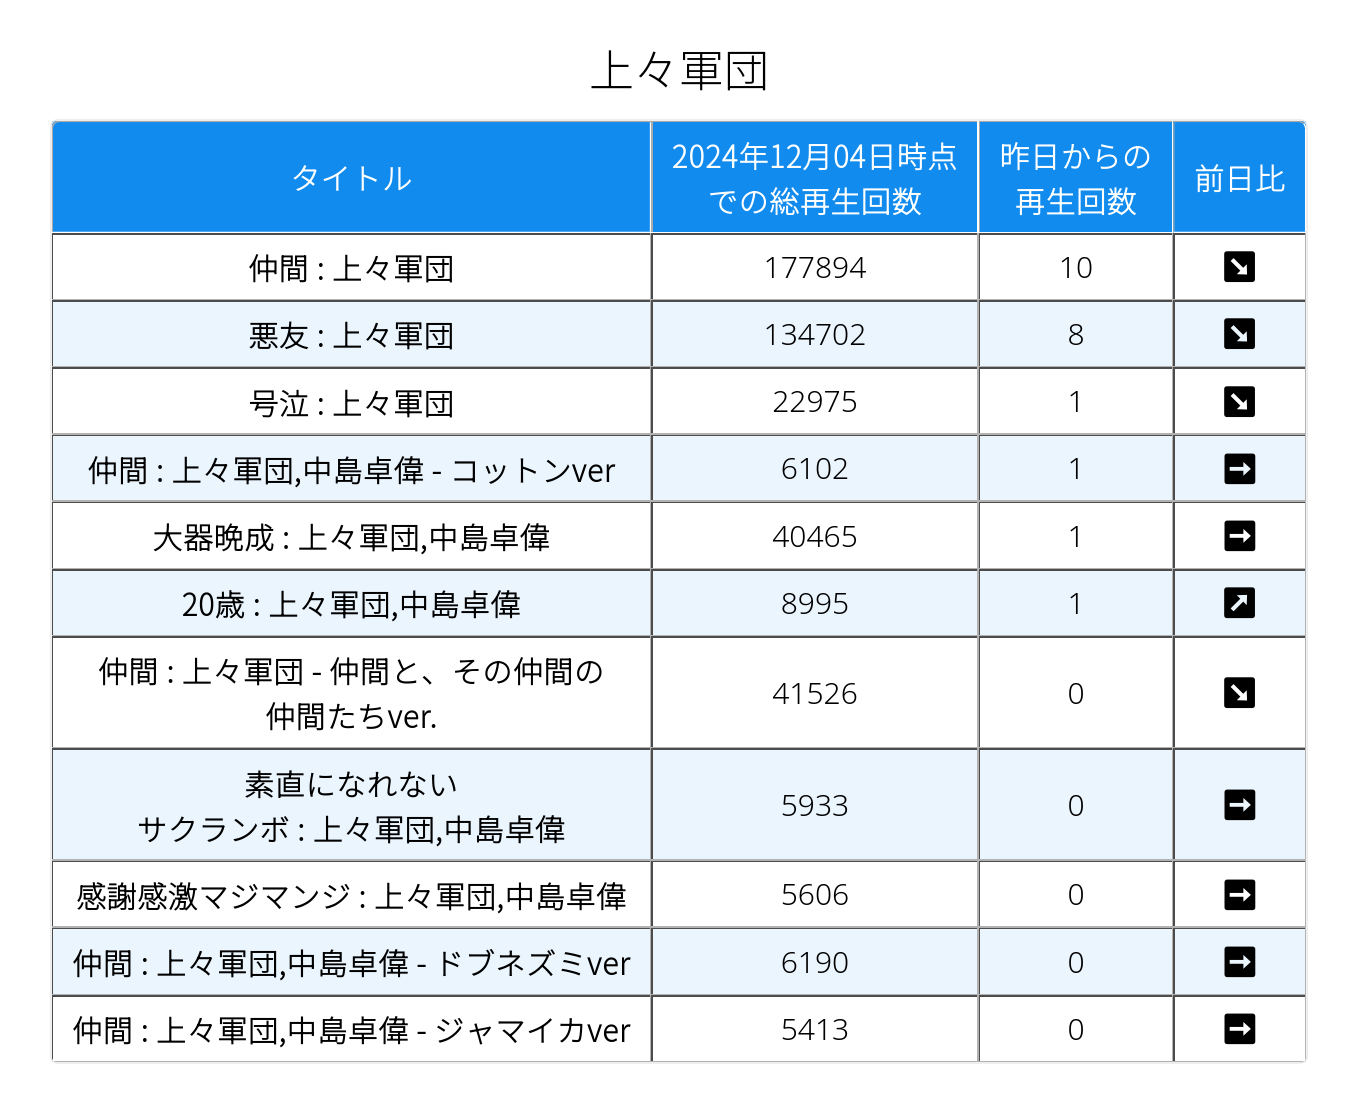 上々軍団
タイトル
2024年12月04日時点
での総再生回数
昨日からの
再生回数
前日比
仲間 : 上々軍団
177894
10
悪友 : 上々軍団
134702
8
号泣 : 上々軍団
22975
1
仲間 : 上々軍団,中島卓偉 - コットンver
6102
1
大器晩成 : 上々軍団,中島卓偉
40465
1
20歳 : 上々軍団,中島卓偉
8995
1
仲間 : 上々軍団 - 仲間と、その仲間の
仲間たちver.
41526
0
素直になれない
サクランボ : 上々軍団,中島卓偉
5933
0
感謝感激マジマンジ : 上々軍団,中島卓偉
5606
0
仲間 : 上々軍団,中島卓偉 - ドブネズミver
6190
0
仲間 : 上々軍団,中島卓偉 - ジャマイカver
5413
0